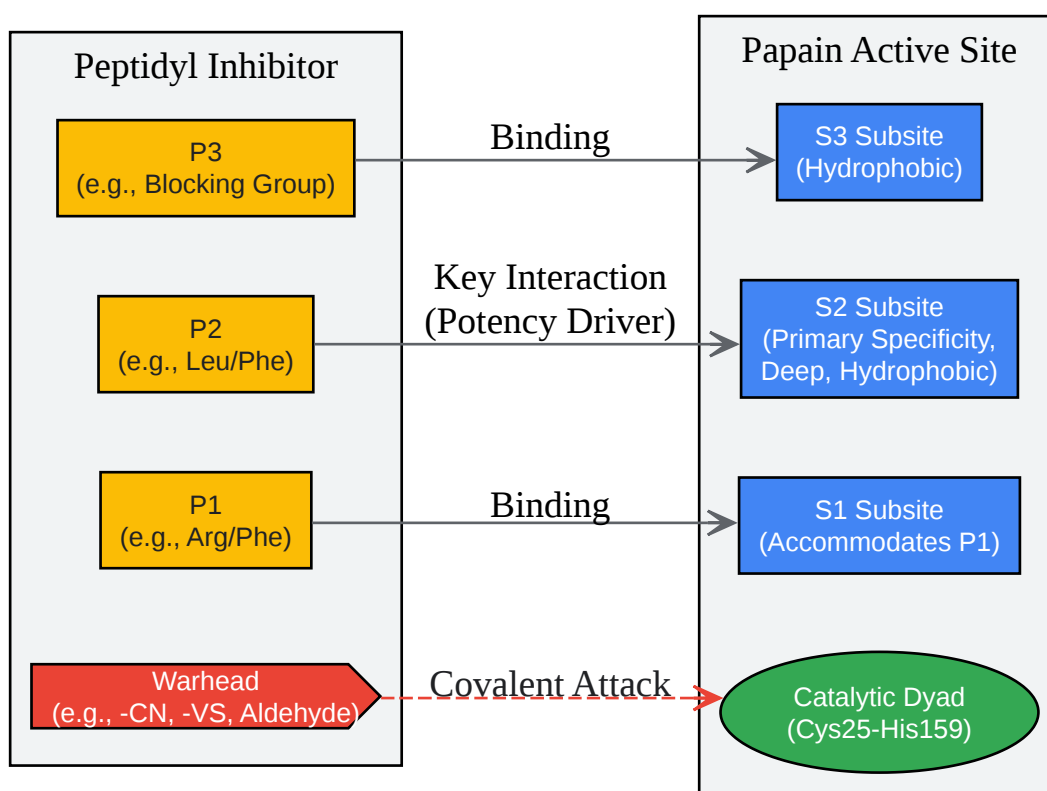 Peptidyl Inhibitor
P3
(e.g., Blocking Group)
P2
(e.g., Leu/Phe)
P1
(e.g., Arg/Phe)
Warhead
(e.g., -CN, -VS, Aldehyde)
Binding
Key Interaction
(Potency Driver)
Binding
Covalent Attack
Papain Active Site
S3 Subsite
(Hydrophobic)
S2 Subsite
(Primary Specificity,
Deep, Hydrophobic)
S1 Subsite
(Accommodates P1)
Catalytic Dyad
(Cys25-His159)